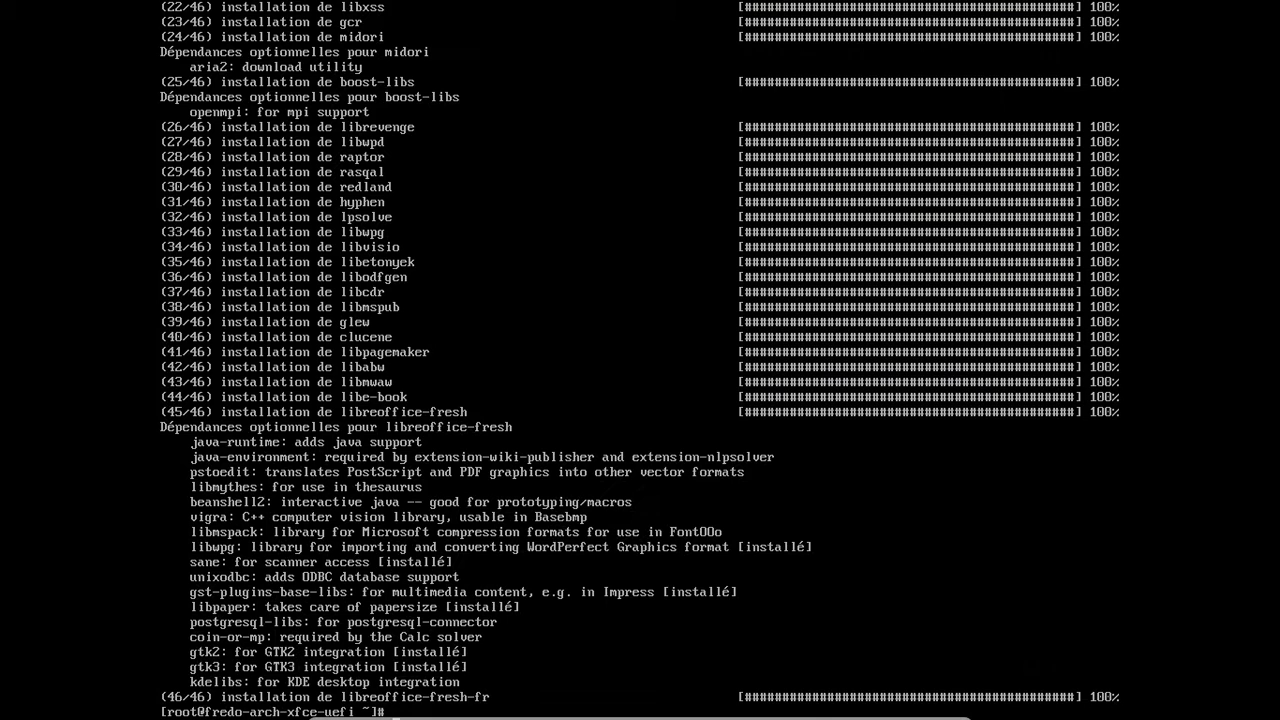 (22/46) installation de libxss [############################################] 100%
(23/46) installation de gcr [############################################] 100%
(24/46) installation de midori [############################################] 100%
Dépendances optionnelles pour midori
aria2: download utility
(25/46) installation de boost-libs [############################################] 100%
Dépendances optionnelles pour boost-libs
openmpi: for mpi support
(26/46) installation de librevenge [############################################] 100%
(27/46) installation de libwpd [############################################] 100%
(28/46) installation de raptor [############################################] 100%
(29/46) installation de rasqal [############################################] 100%
(30/46) installation de redland [############################################] 100%
(31/46) installation de hyphen [############################################] 100%
(32/46) installation de lpsolve [############################################] 100%
(33/46) installation de libwpg [############################################] 100%
(34/46) installation de libvisio [############################################] 100%
(35/46) installation de libetonyek [############################################] 100%
(36/46) installation de libodfgen [############################################] 100%
(37/46) installation de libcdr [############################################] 100%
(38/46) installation de libmspub [############################################] 100%
(39/46) installation de glew [############################################] 100%
(40/46) installation de clucene [############################################] 100%
(41/46) installation de libpagemaker [############################################] 100%
(42/46) installation de libabw [############################################] 100%
(43/46) installation de libmwaw [############################################] 100%
(44/46) installation de libe-book [############################################] 100%
(45/46) installation de libreoffice-fresh [############################################] 100%
Dépendances optionnelles pour libreoffice-fresh
java-runtime: adds java support
java-environment: required by extension-wiki-publisher and extension-nlpsolver
pstoedit: translates PostScript and PDF graphics into other vector formats
libmythes: for use in thesaurus
beanshell2: interactive java -- good for prototyping/macros
vigra: C++ computer vision library, usable in Basebmp
libmspack: library for Microsoft compression formats for use in FontOOo
libwpg: library for importing and converting WordPerfect Graphics format [installé]
sane: for scanner access [installé]
unixodbc: adds ODBC database support
gst-plugins-base-libs: for multimedia content, e.g. in Impress [installé]
libpaper: takes care of papersize [installé]
postgresql-libs: for postgresql-connector
coin-or-mp: required by the Calc solver
gtk2: for GTK2 integration [installé]
gtk3: for GTK3 integration [installé]
kdelibs: for KDE desktop integration
(46/46) installation de libreoffice-fresh-fr [############################################] 100%
[root@fredo-arch-xfce-uefi ~]#